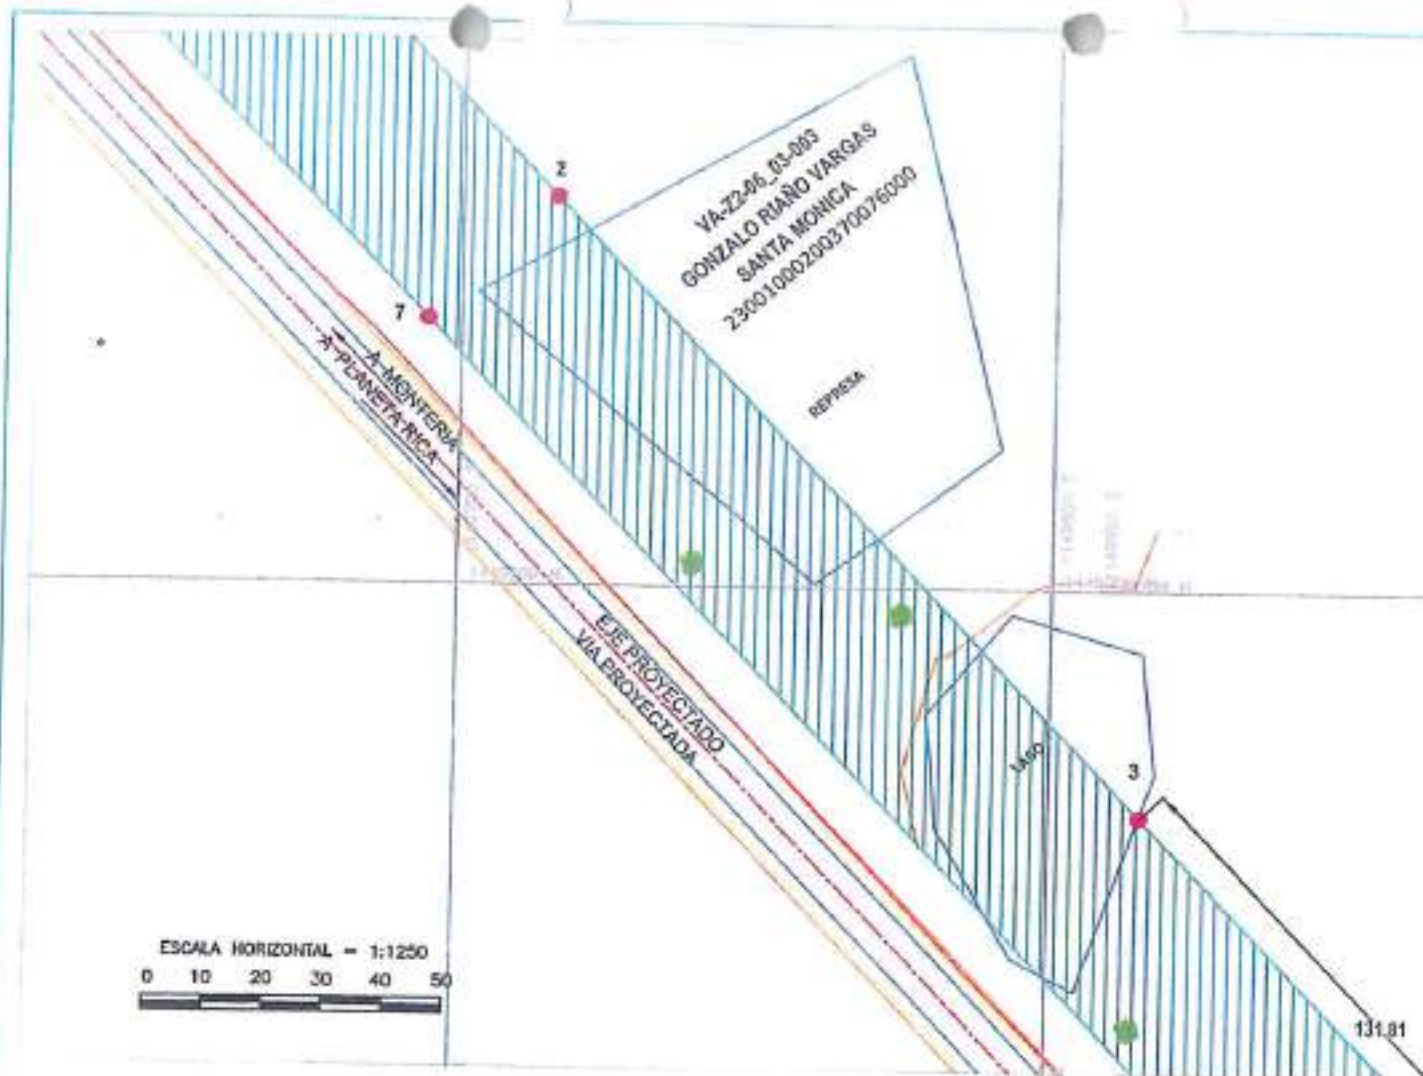 2
VA-Z2-06_03-003
GONZALO RIAÑO VARGAS
SANTA MONICA
23001000200370076000
7
A MONTERIA
A PLANETA RICA
REPRESA
EJE PROYECTADO
VIA PROYECTADA
LAGO
3
ESCALA HORIZONTAL = 1:1250
0 10 20 30 40 50
131.81